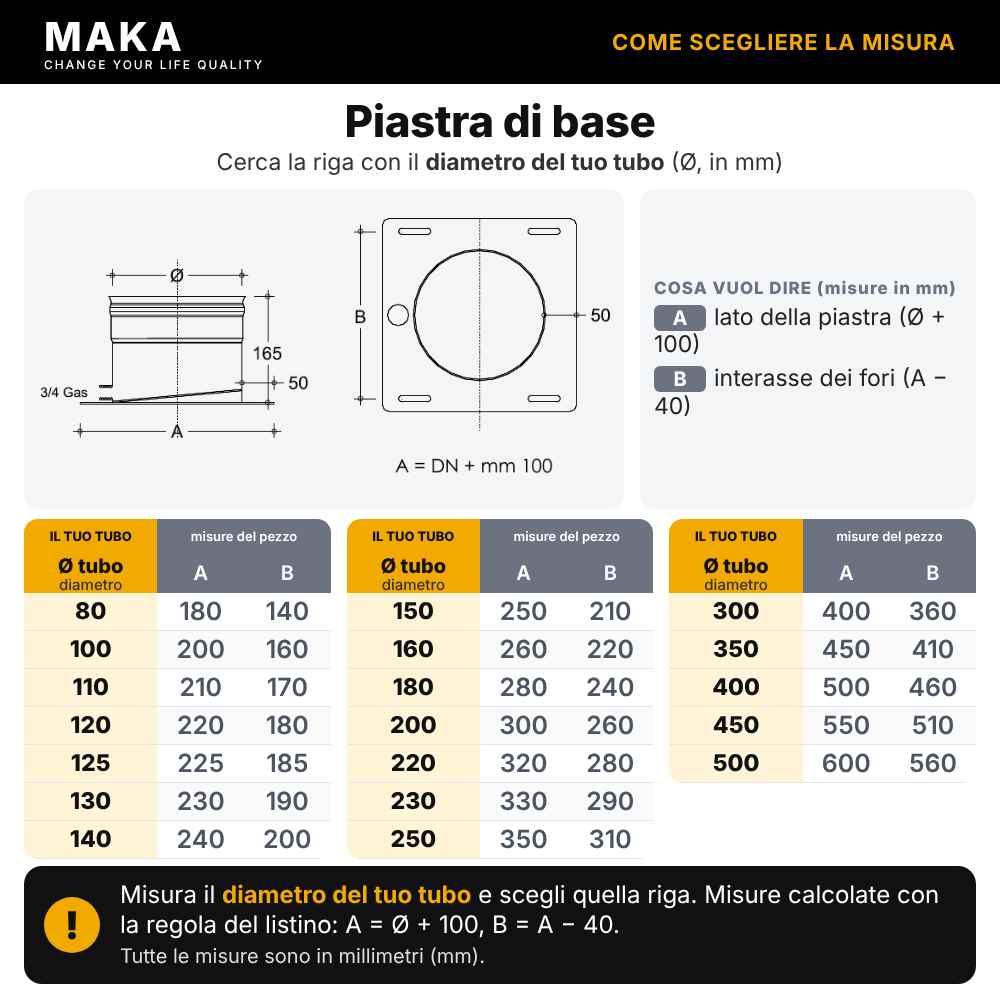 MAKA
CHANGE YOUR LIFE QUALITY
COME SCEGLIERE LA MISURA
Piastra di base
Cerca la riga con il diametro del tuo tubo (Ø, in mm)
Ø
165
50
3/4 Gas
A
B
50
A = DN + mm 100
COSA VUOL DIRE (misure in mm)
A lato della piastra (Ø +
100)
B interasse dei fori (A −
40)
IL TUO TUBO misure del pezzo
Ø tubo A B
diametro
80 180 140
100 200 160
110 210 170
120 220 180
125 225 185
130 230 190
140 240 200
IL TUO TUBO misure del pezzo
Ø tubo A B
diametro
150 250 210
160 260 220
180 280 240
200 300 260
220 320 280
230 330 290
250 350 310
IL TUO TUBO misure del pezzo
Ø tubo A B
diametro
300 400 360
350 450 410
400 500 460
450 550 510
500 600 560
!
Misura il diametro del tuo tubo e scegli quella riga. Misure calcolate con
la regola del listino: A = Ø + 100, B = A − 40.
Tutte le misure sono in millimetri (mm).